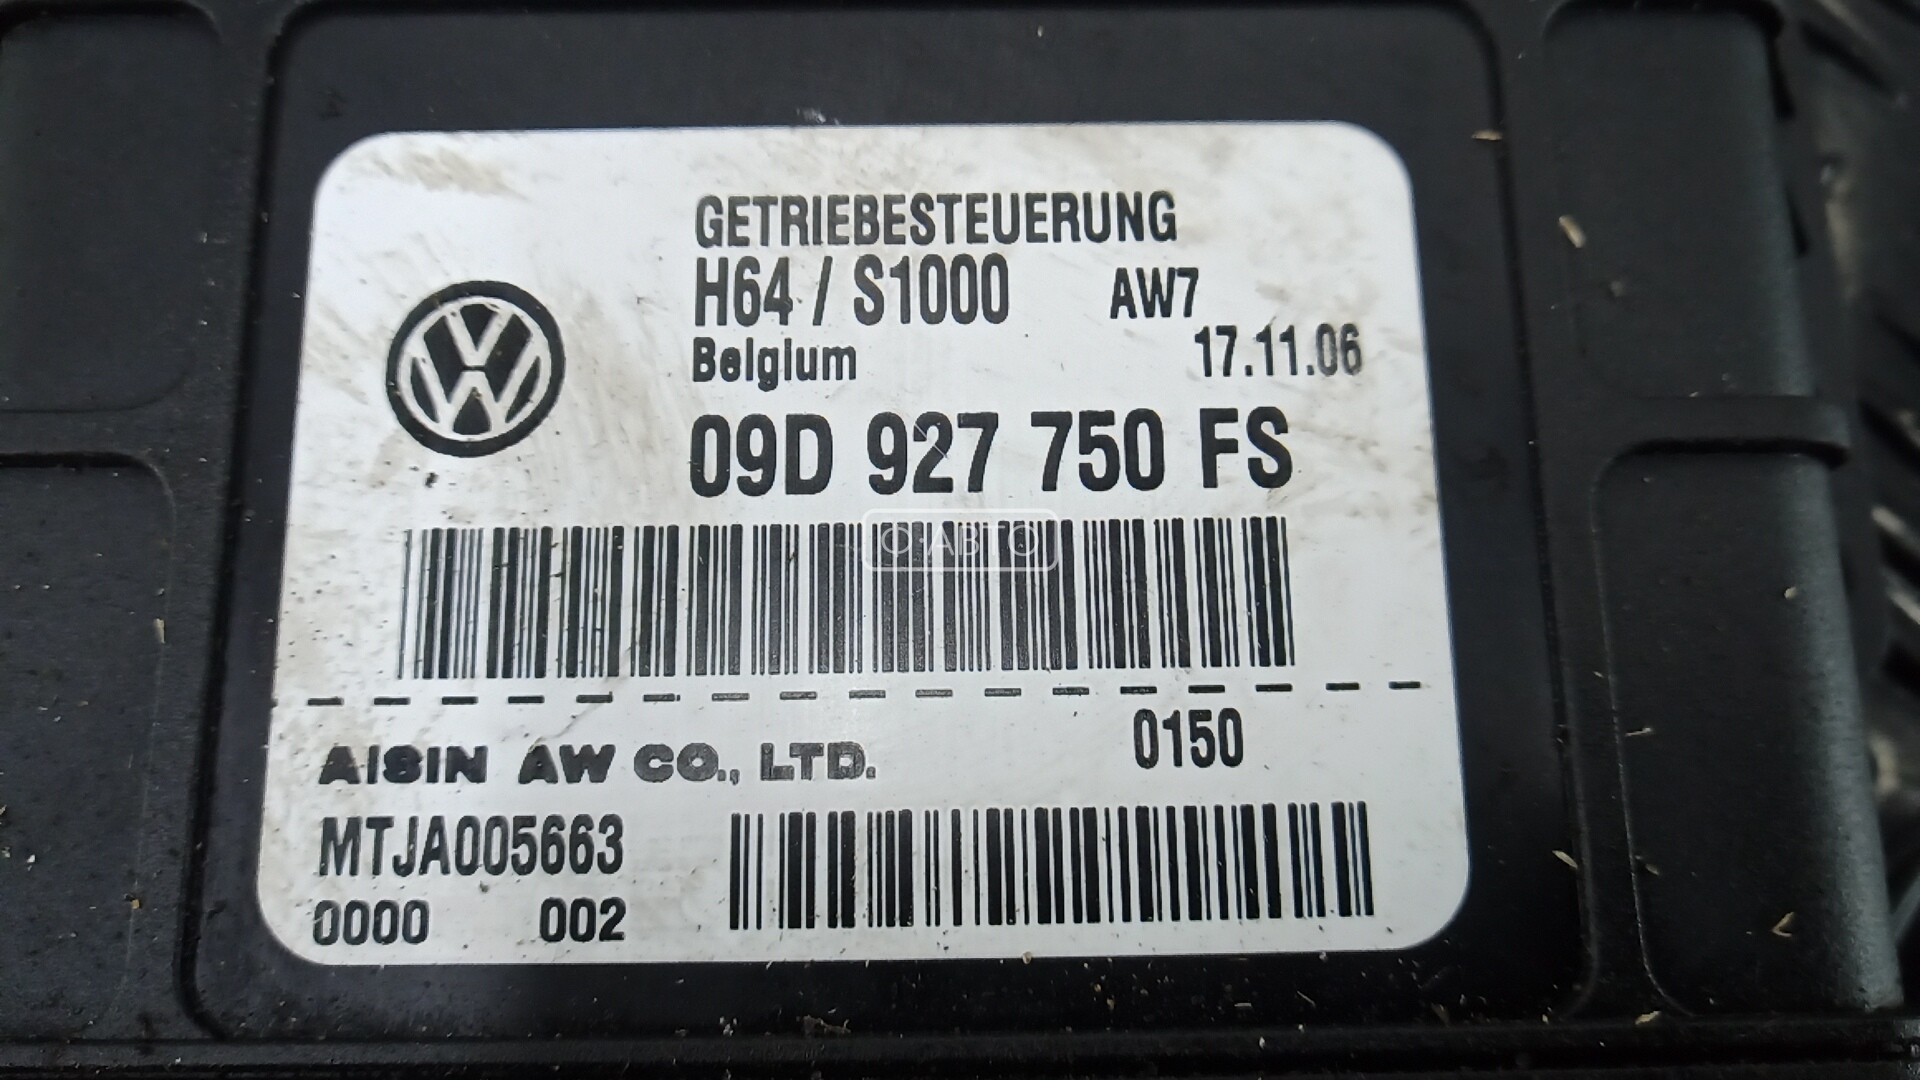 GETRIEBESTEUERUNG
H64 / S1000 AW7
Belgium 17.11.06
09D 927 750 FS
О·АВТО
0150
AISIN AW CO., LTD.
MTJA005663
0000 002